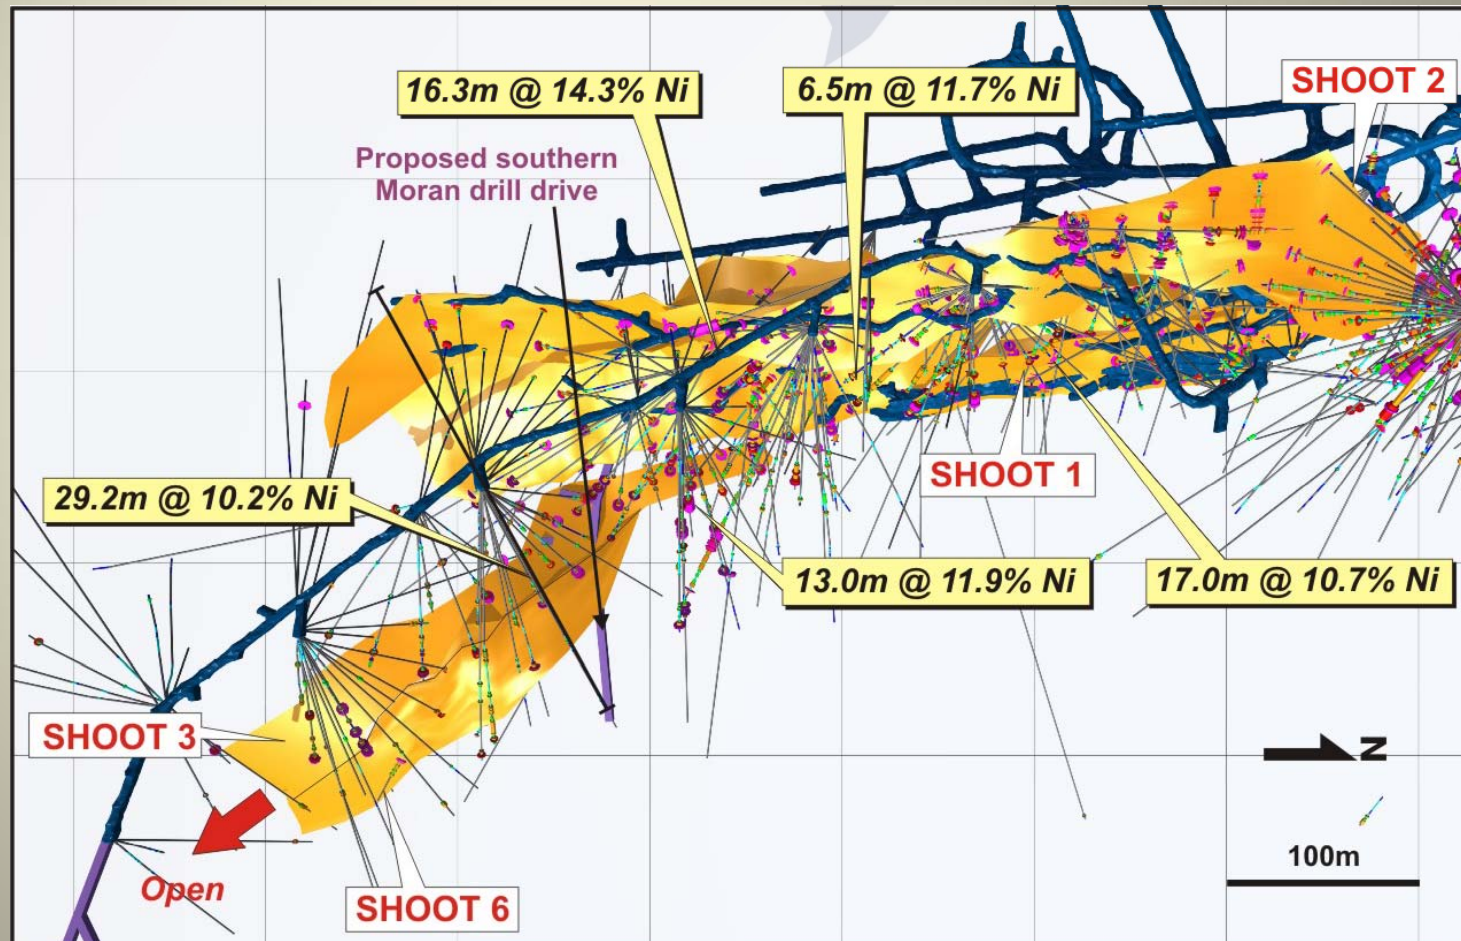 16.3m @ 14.3% Ni
6.5m @ 11.7% Ni
SHOOT 2
Proposed southern
Moran drill drive
SHOOT 1
29.2m @ 10.2% Ni
13.0m @ 11.9% Ni
17.0m @ 10.7% Ni
SHOOT 3
N
100m
Open
SHOOT 6